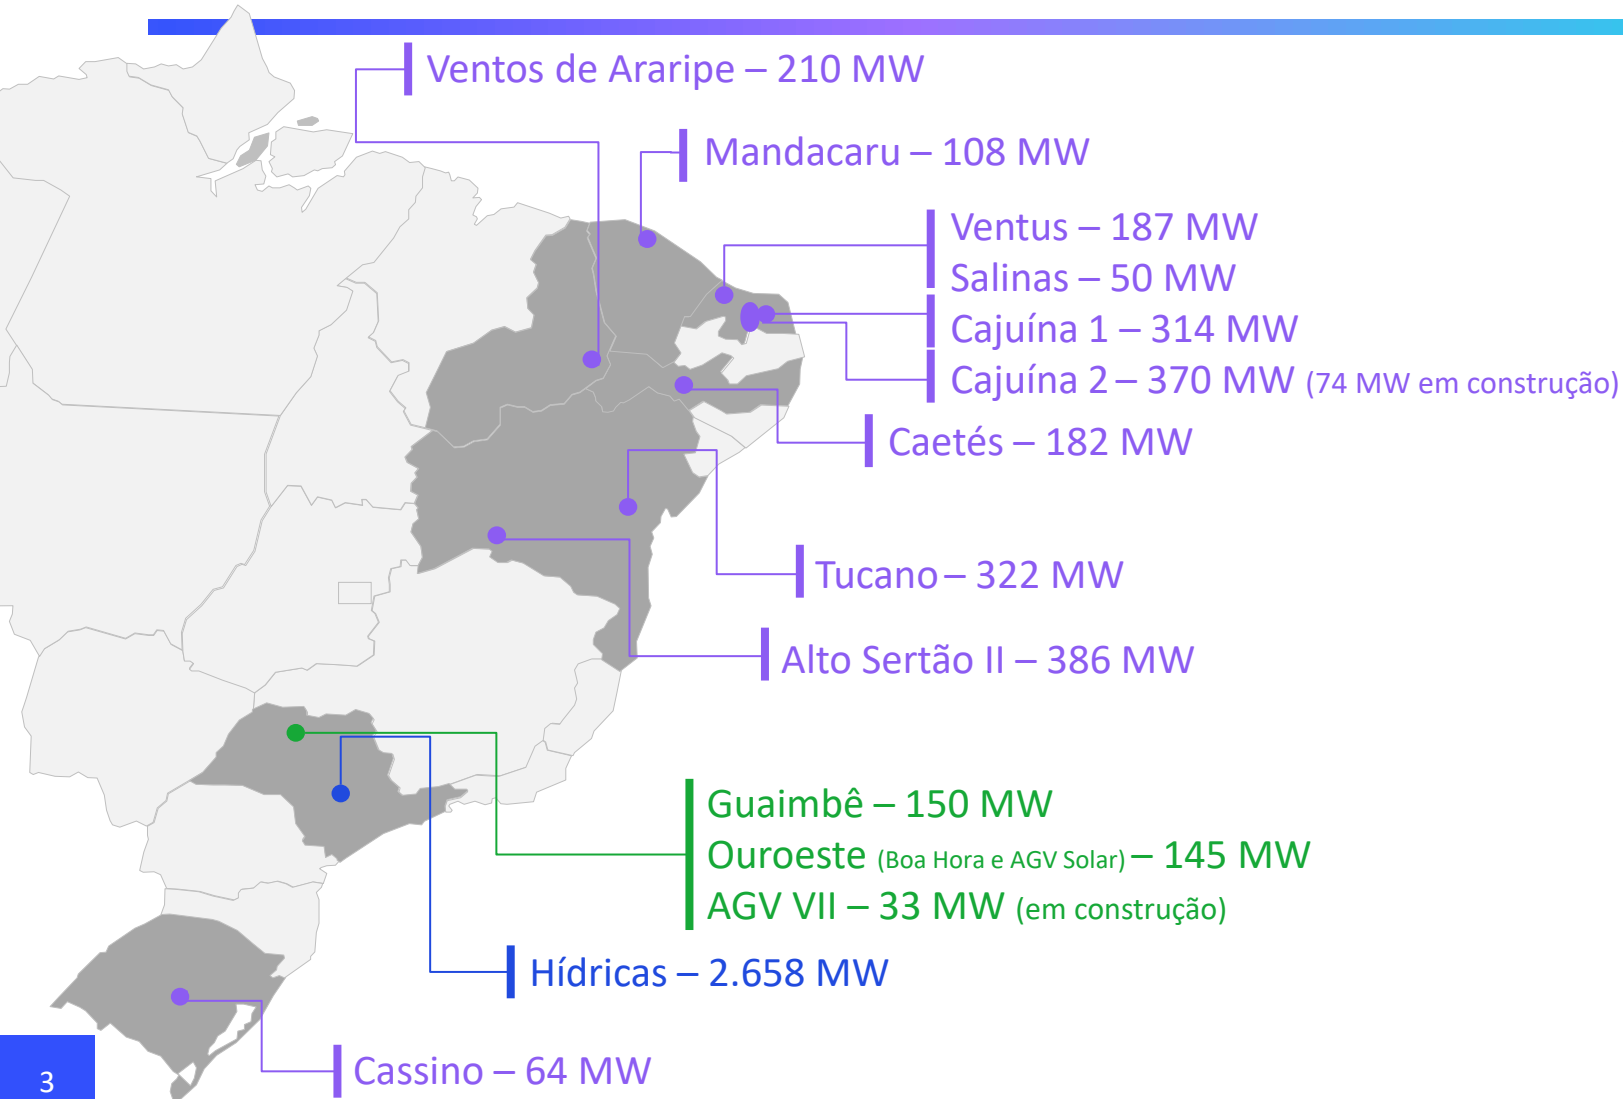 Ventos de Araripe – 210 MW
Mandacaru – 108 MW
Ventus – 187 MW
Salinas – 50 MW
Cajuína 1 – 314 MW
Cajuína 2 – 370 MW (74 MW em construção)
Caetés – 182 MW
Tucano – 322 MW
Alto Sertão II – 386 MW
Guaimbê – 150 MW
Ouroeste (Boa Hora e AGV Solar) – 145 MW
AGV VII – 33 MW (em construção)
Hídricas – 2.658 MW
Cassino – 64 MW
3